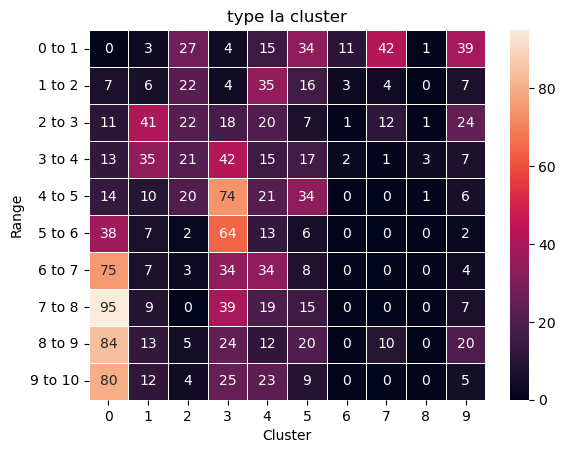 type la cluster
0 to 1 0 3 27 4 15 34 11 42 1 39
1 to 2 7 6 22 4 35 16 3 4 0 7
2 to 3 11 41 22 18 20 7 1 12 1 24
3 to 4 13 35 21 42 15 17 2 1 3 7
4 to 5 14 10 20 74 21 34 0 0 1 6
5 to 6 38 7 2 64 13 6 0 0 0 2
6 to 7 75 7 3 34 34 8 0 0 0 4
7 to 8 95 9 0 39 19 15 0 0 0 7
8 to 9 84 13 5 24 12 20 0 10 0 20
9 to 10 80 12 4 25 23 9 0 0 0 5
0 1 2 3 4 5 6 7 8 9
Cluster
Range
80
60
40
20
0